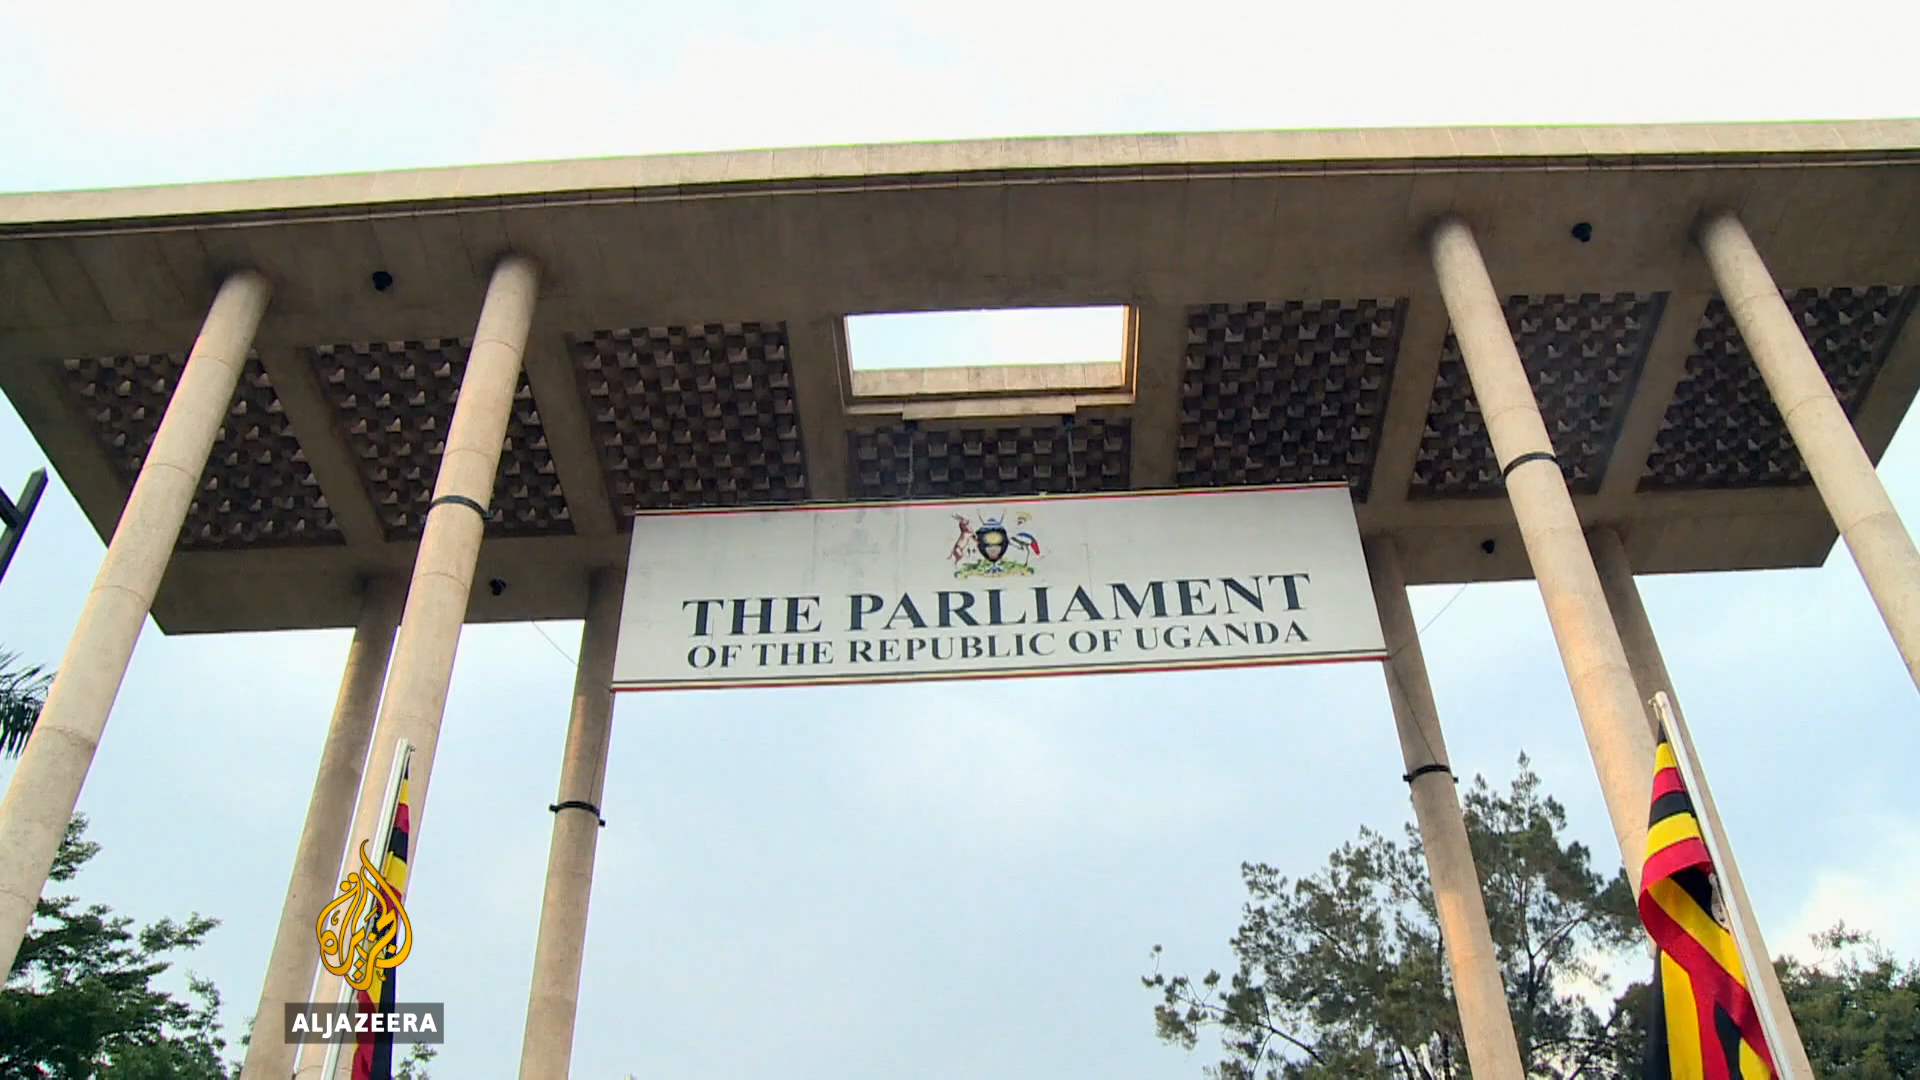 THE PARLIAMENT
OF THE REPUBLIC OF UGANDA
الجزيرة
ALJAZEERA